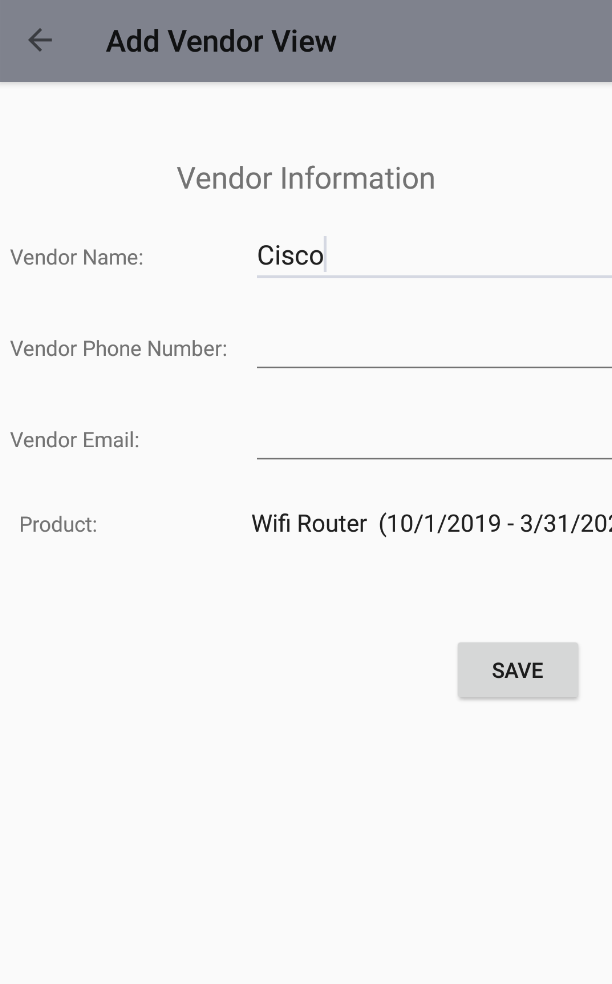 Add Vendor View
Vendor Information
Vendor Name: Cisco
Vendor Phone Number:
Vendor Email:
Product: Wifi Router (10/1/2019 - 3/31/202
SAVE